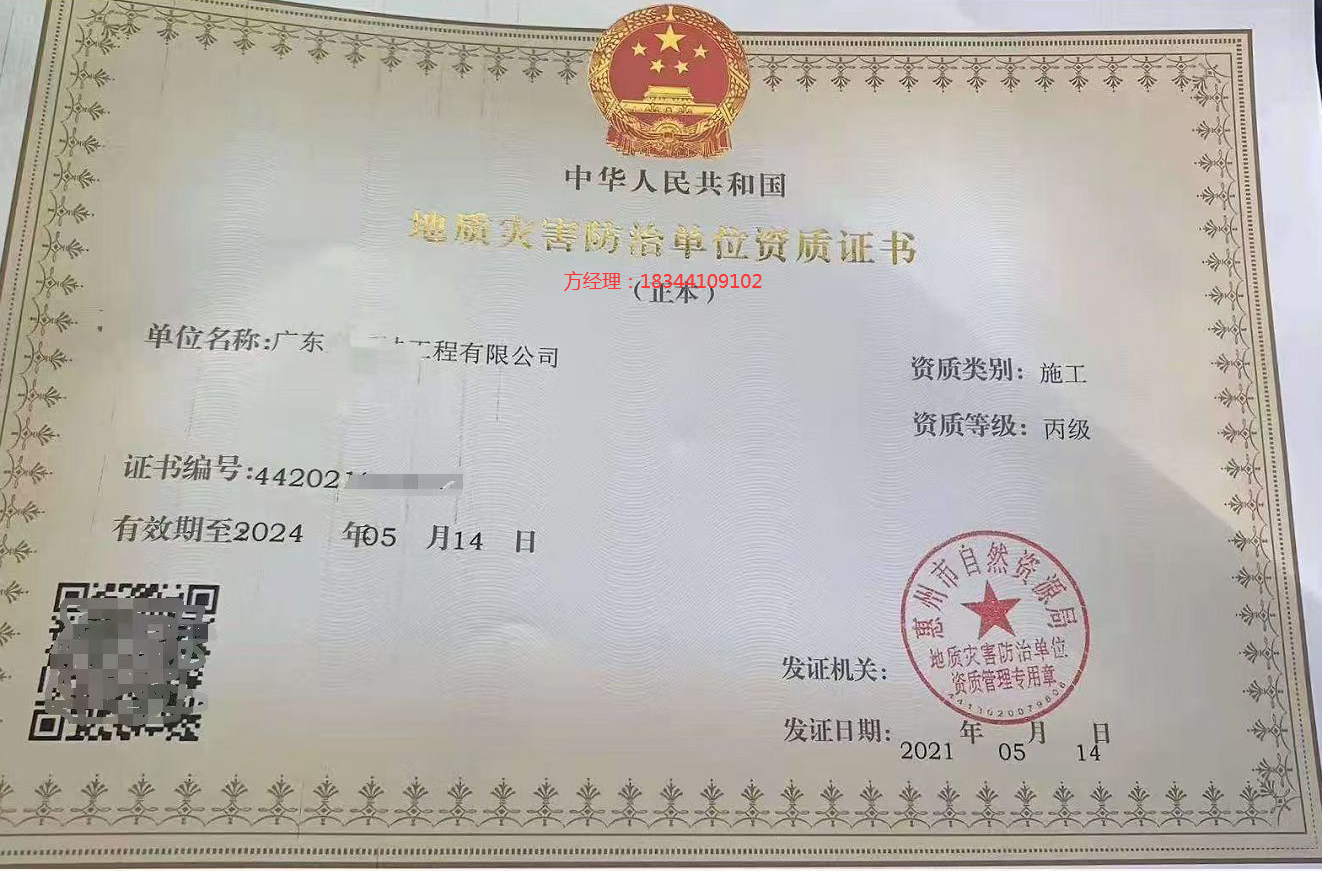 中华人民共和国
地质灾害防治单位资质证书
方经理：18344109102
（正本）
单位名称：广东 工程有限公司
资质类别：施工
资质等级：丙级
证书编号：442021
有效期至2024 年05 月14 日
惠州市自然资源局
地质灾害防治单位
资质管理专用章
发证机关：
发证日期：2021 年 05 月 14 日